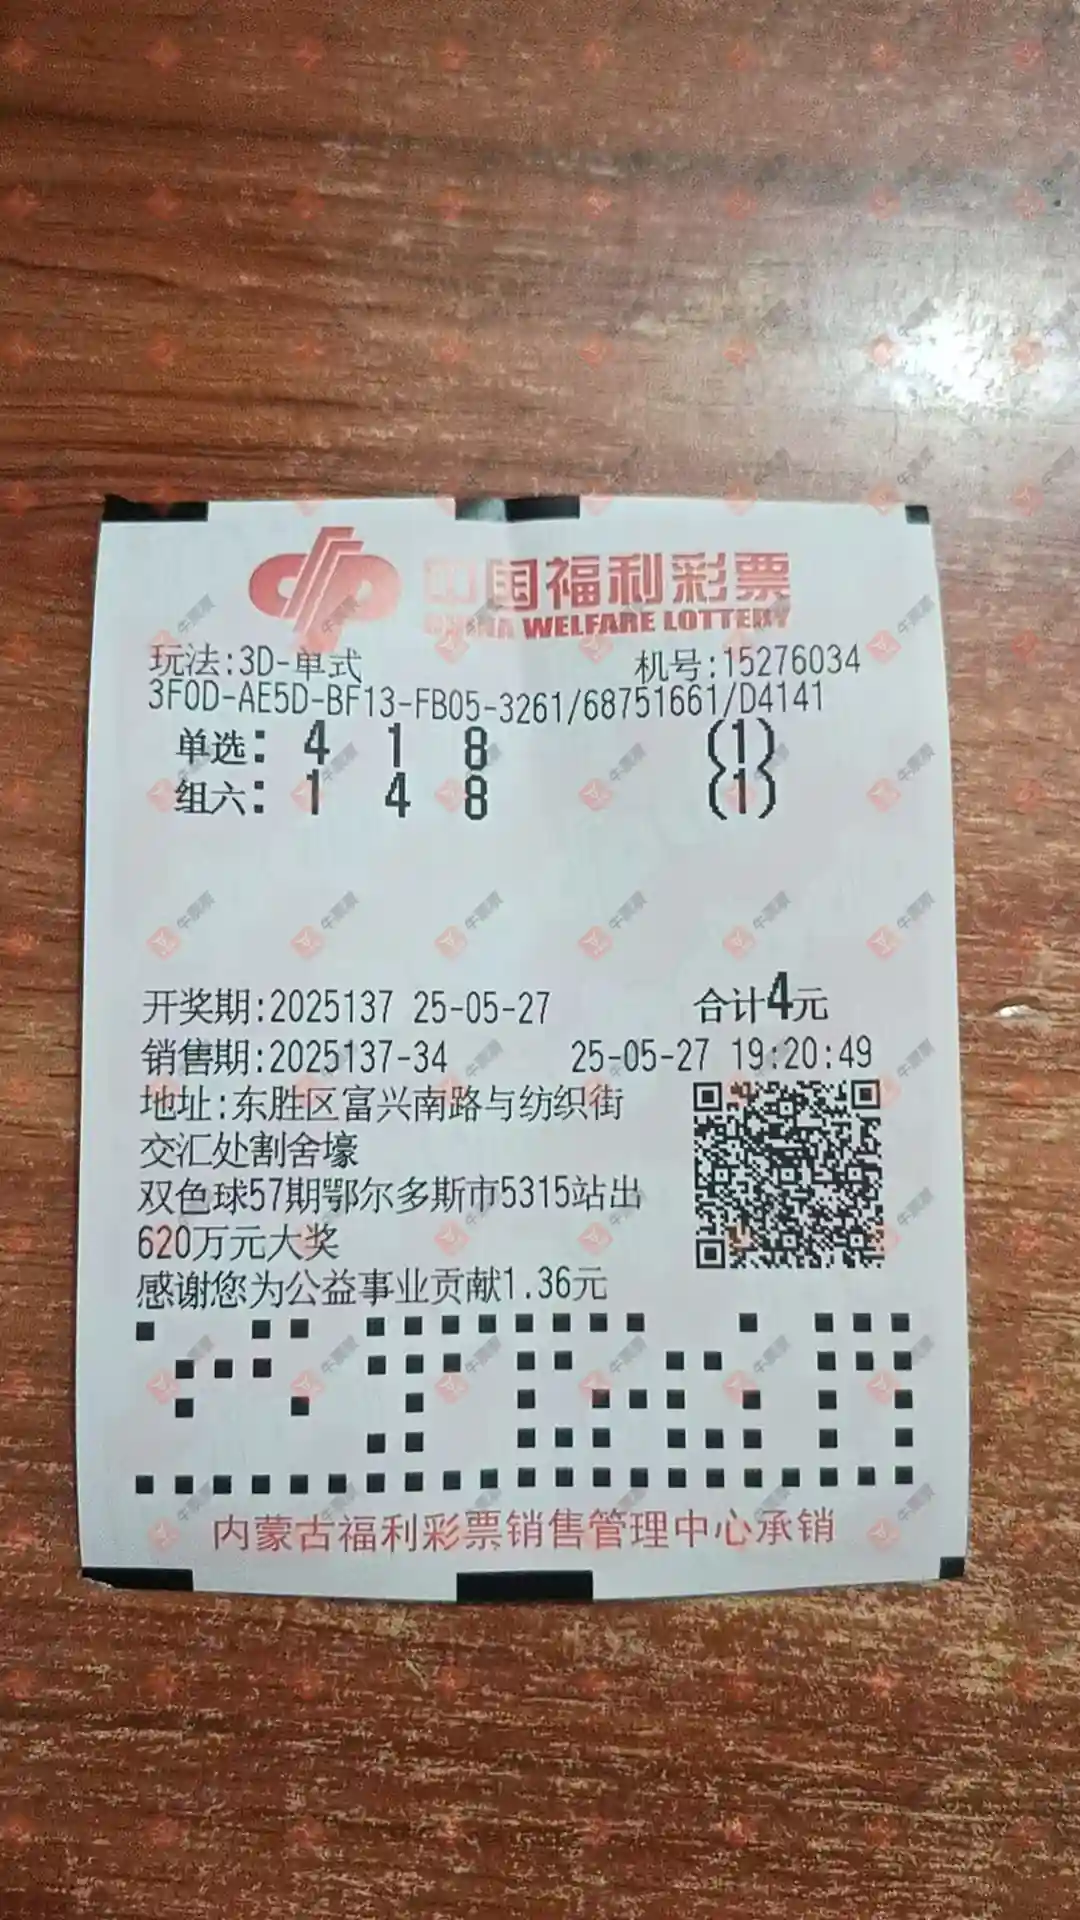 中国福利彩票
CHINA WELFARE LOTTERY
玩法:3D-单式 机号:15276034
3F0D-AE5D-BF13-FB05-3261/68751661/D4141
单选: 4 1 8 (1)
组六: 1 4 8 (1)
开奖期:2025137 25-05-27 合计4元
销售期:2025137-34 25-05-27 19:20:49
地址:东胜区富兴南路与纺织街
交汇处割舍壕
双色球57期鄂尔多斯市5315站出
620万元大奖
感谢您为公益事业贡献1.36元
内蒙古福利彩票销售管理中心承销